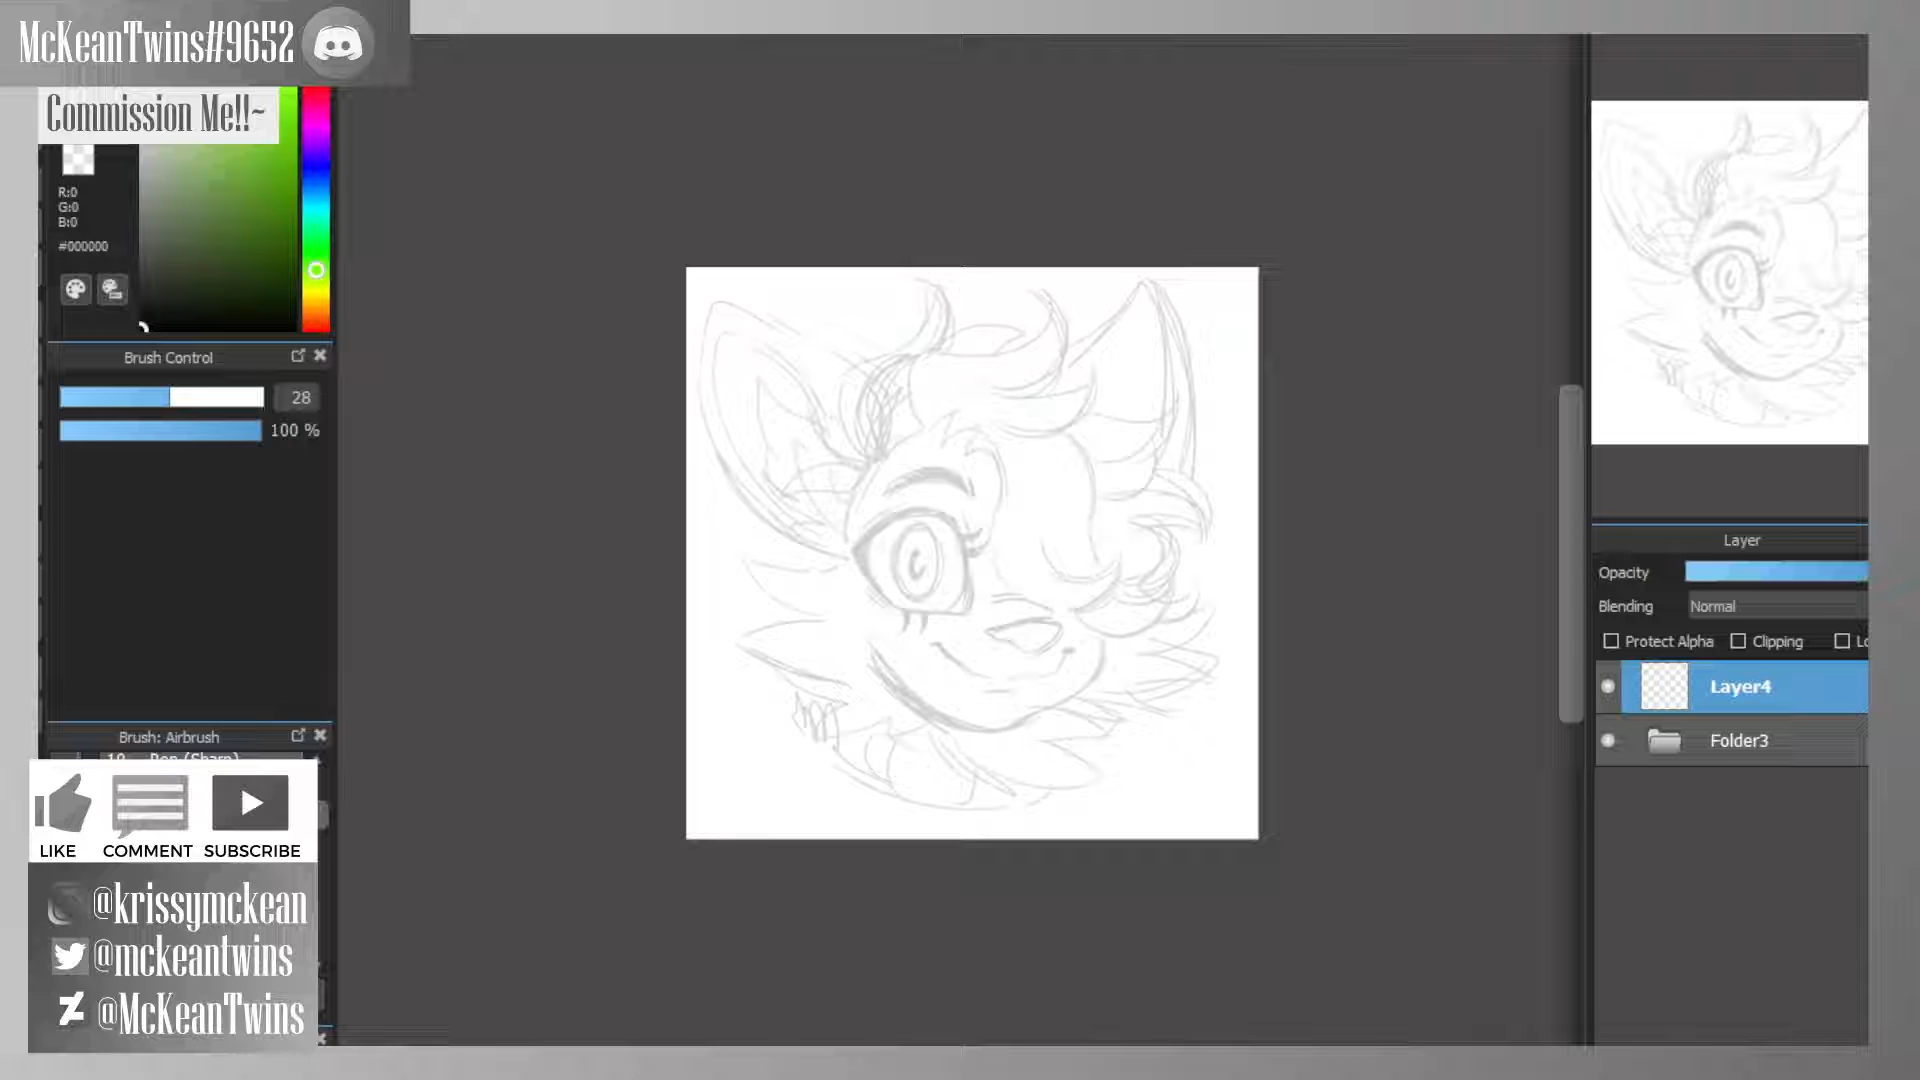 McKeanTwins#9652
Commission Me!!~
R:0
G:0
B:0
#000000
Brush Control
28
100 %
Brush: Airbrush
LIKE
COMMENT
SUBSCRIBE
@krissymckean
@mckeantwins
@McKeanTwins
Layer
Opacity
Blending
Normal
Protect Alpha
Clipping
Layer4
Folder3